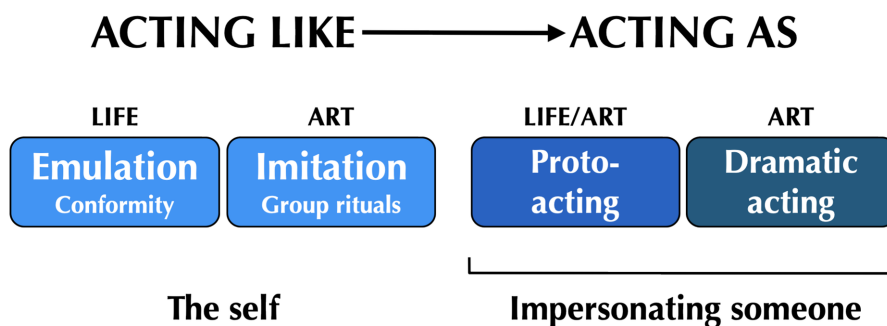 ACTING LIKE ACTING AS
LIFE ART LIFE/ART ART
Emulation
Conformity
Imitation
Group rituals
Proto-
acting
Dramatic
acting
The self Impersonating someone